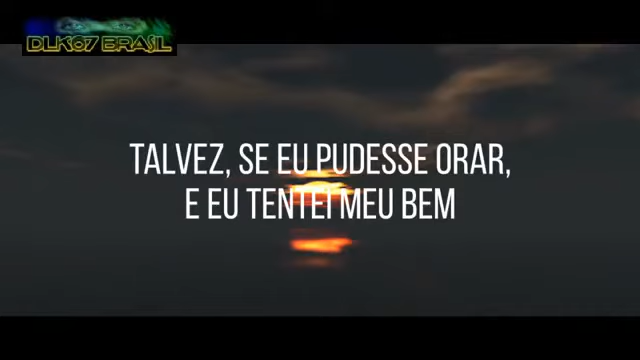 DLK07 BRASIL
TALVEZ, SE EU PUDESSE ORAR,
E EU TENTEI MEU BEM